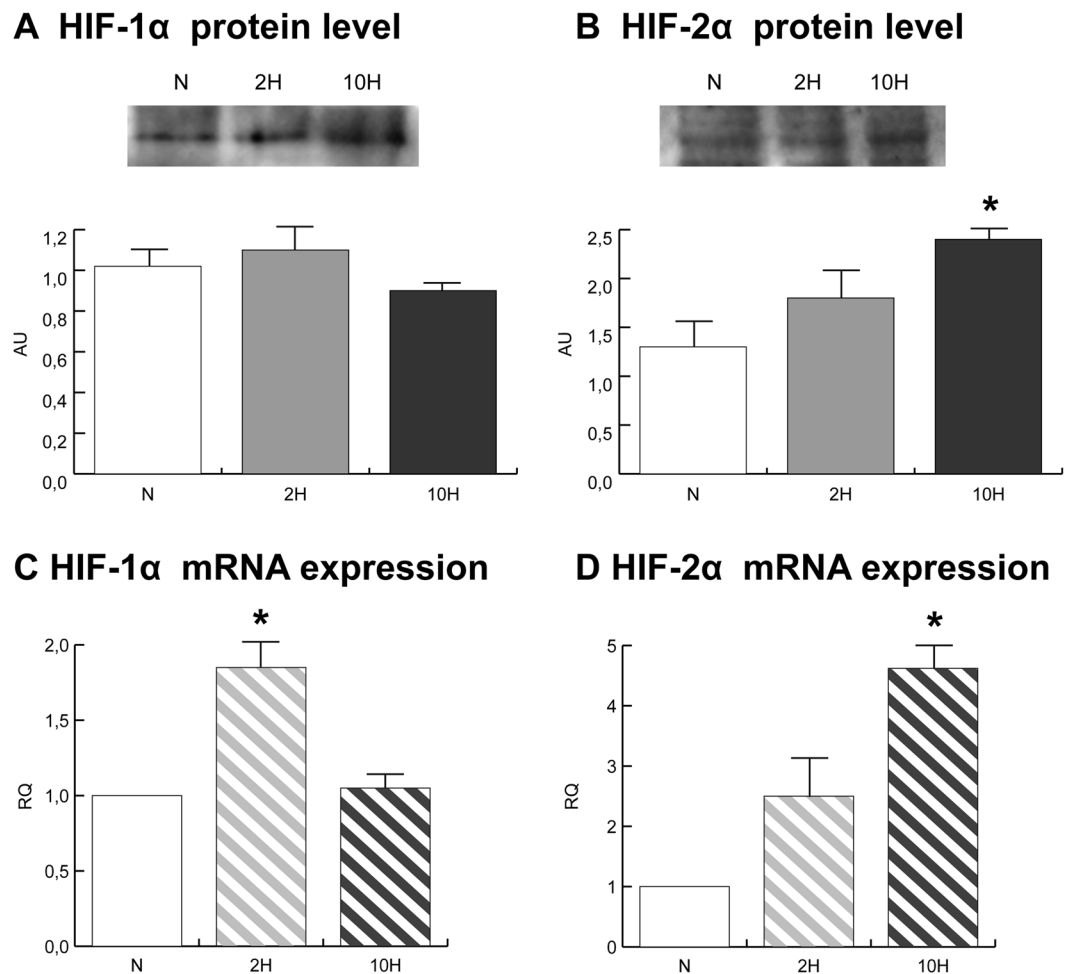 A HIF-1α protein level
N 2H 10H
1,2
1,0
0,8
0,6
0,4
0,2
0,0
AU
N 2H 10H
B HIF-2α protein level
N 2H 10H
*
2,5
2,0
1,5
1,0
0,5
0,0
AU
N 2H 10H
C HIF-1α mRNA expression
*
2,0
1,5
1,0
0,5
0,0
RQ
N 2H 10H
D HIF-2α mRNA expression
*
5
4
3
2
1
0
RQ
N 2H 10H